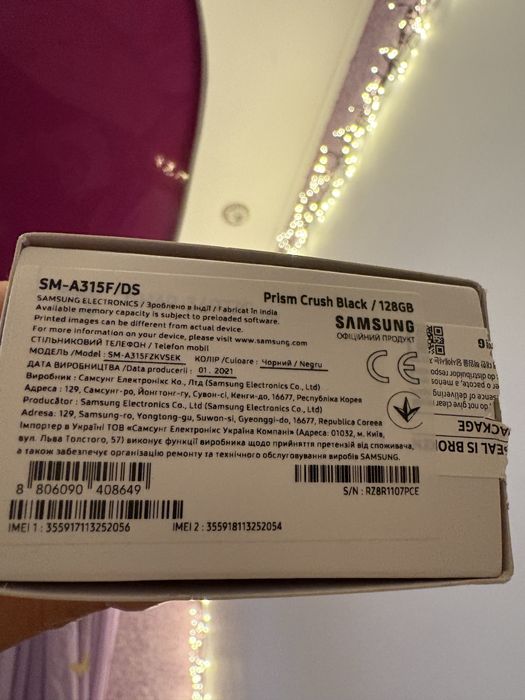 SM-A315F/DS
Prism Crush Black / 128GB
SAMSUNG ELECTRONICS / Зроблено в Індії / Fabricat în India
Available memory capacity is subject to preloaded software.
Printed images can be different from actual device.
For more information on your device, please visit www.samsung.com
SAMSUNG
ОФІЦІЙНИЙ ПРОДУКТ
СТІЛЬНИКОВИЙ ТЕЛЕФОН / Telefon mobil
МОДЕЛЬ /Model : SM-A315FZKVSEK КОЛІР /Culoare : Чорний / Negru
ДАТА ВИРОБНИЦТВА /Data producerii : 01. 2021
CE
Виробник : Самсунг Електронікс Ко., Лтд (Samsung Electronics Co., Ltd)
Адреса : 129, Самсунг-ро, Йонгтонг-гу, Сувон-сі, Кенгі-до, 16677, Республіка Корея
Producător : Samsung Electronics Co., Ltd (Samsung Electronics Co., Ltd)
Adresa: 129, Samsung-ro, Yongtong-gu, Suwon-si, Gyeonggi-do, 16677, Republica Coreea
Імпортер в Україні ТОВ «Самсунг Електронікс Україна Компані» (Адреса: 01032, м. Київ,
вул. Льва Толстого, 57) виконує функції виробника щодо прийняття претензій від споживача,
а також забезпечує організацію ремонту та технічного обслуговування виробів SAMSUNG.
8 806090 408649
S/N : RZ8R1107PCE
IMEI 1 : 355917113252056 IMEI 2 : 355918113252054
do not give
ACKAGE
SEAL IS BRO